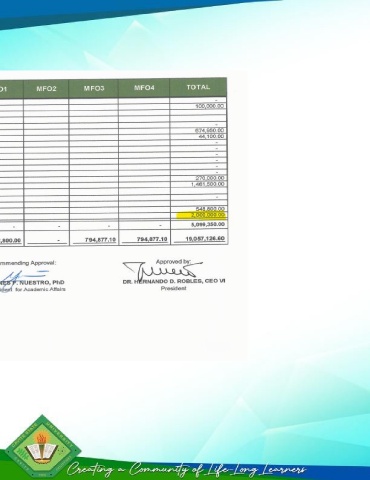 O1 MFO2 MFO3 MFO4 TOTAL
-
100,000.00
-
674,950.00
44,100.00
-
-
-
-
-
270,000.00
1,461,500.00
-
-
548,800.00
2,000,000.00
- - - - 5,099,350.00
,800.00 - 794,877.10 794,877.10 19,057,126.60
mmending Approval: Approved by:
NES P. NUESTRO, PhD DR. HERNANDO D. ROBLES, CEO VI
dent for Academic Affairs President
Creating a Community of Life-Long Learners